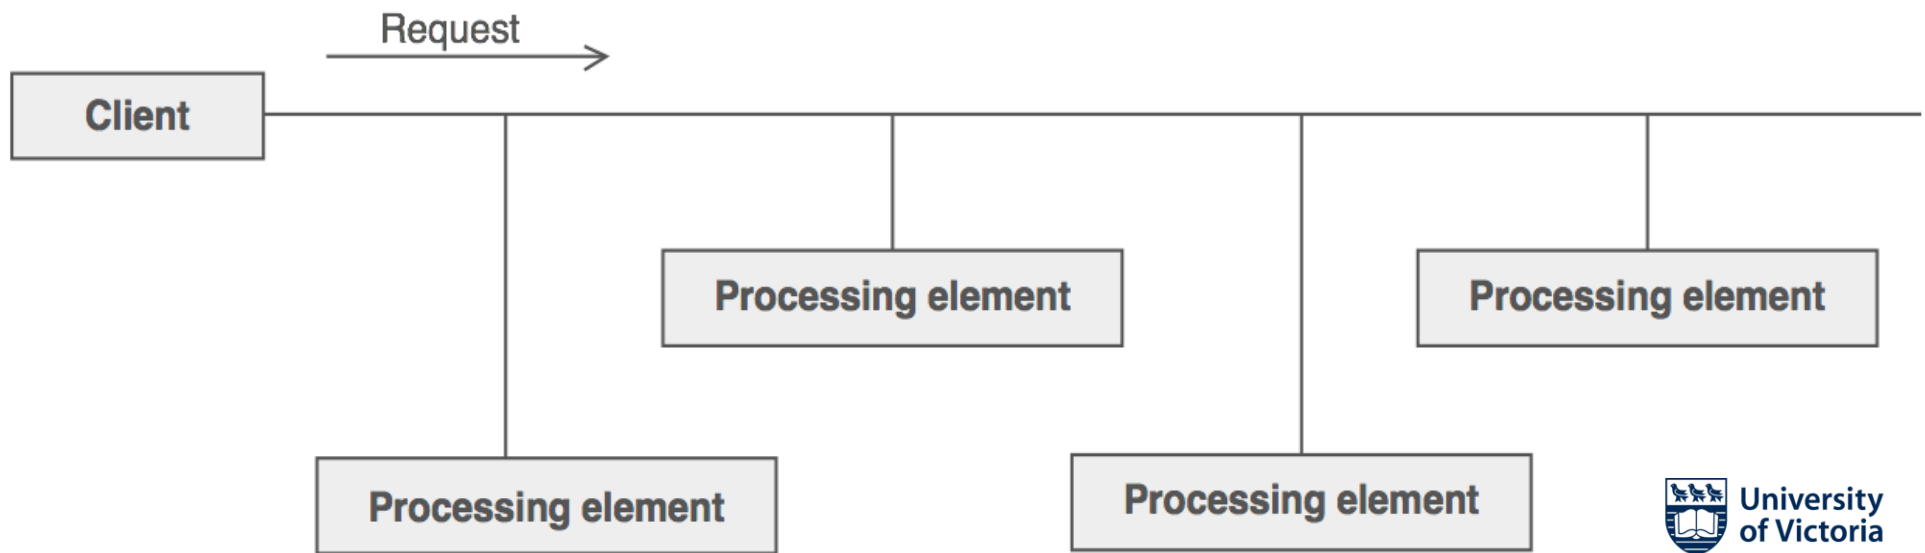 Request
Client
Processing element
Processing element
Processing element
Processing element
University
of Victoria